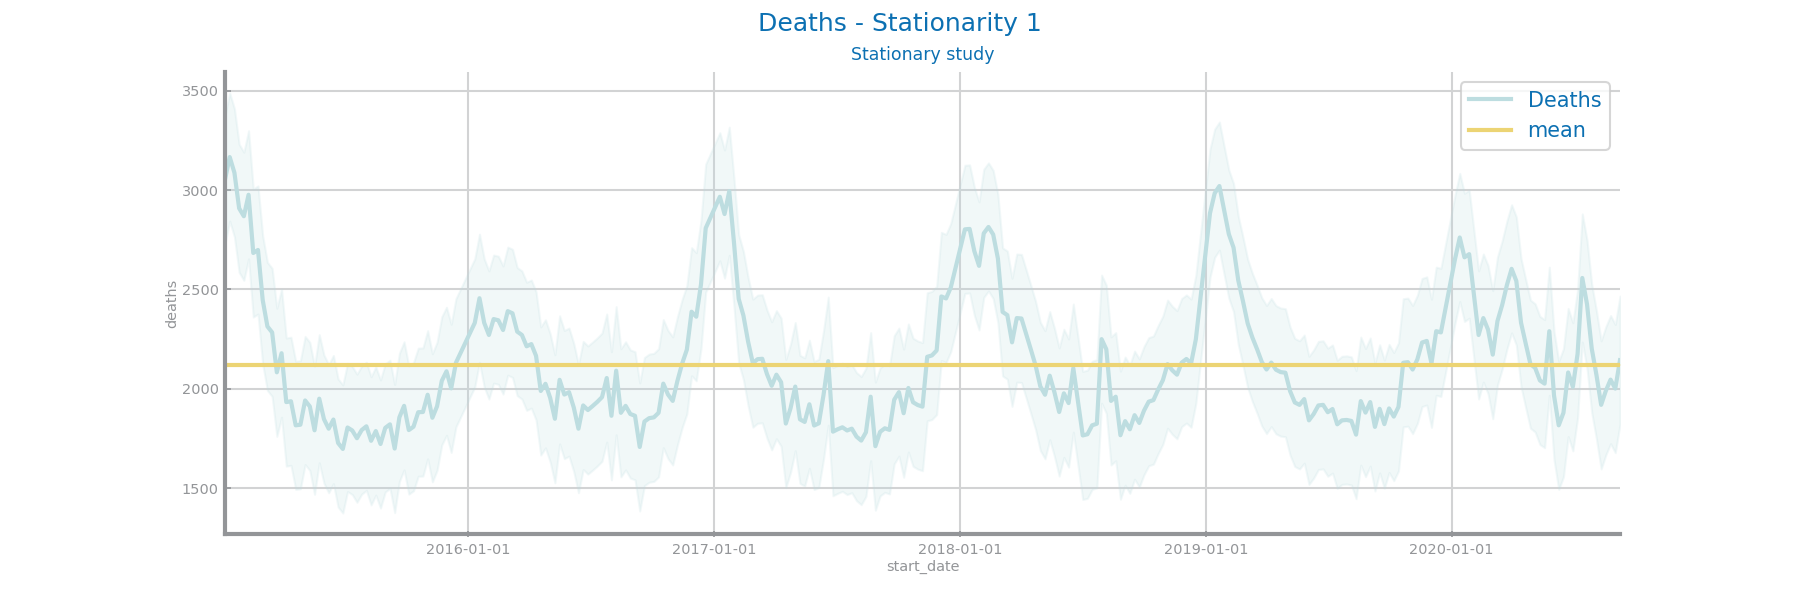 Deaths - Stationarity 1
Stationary study
3500
3000
2500
2000
1500
deaths
Deaths
mean
2016-01-01
2017-01-01
2018-01-01
2019-01-01
2020-01-01
start_date